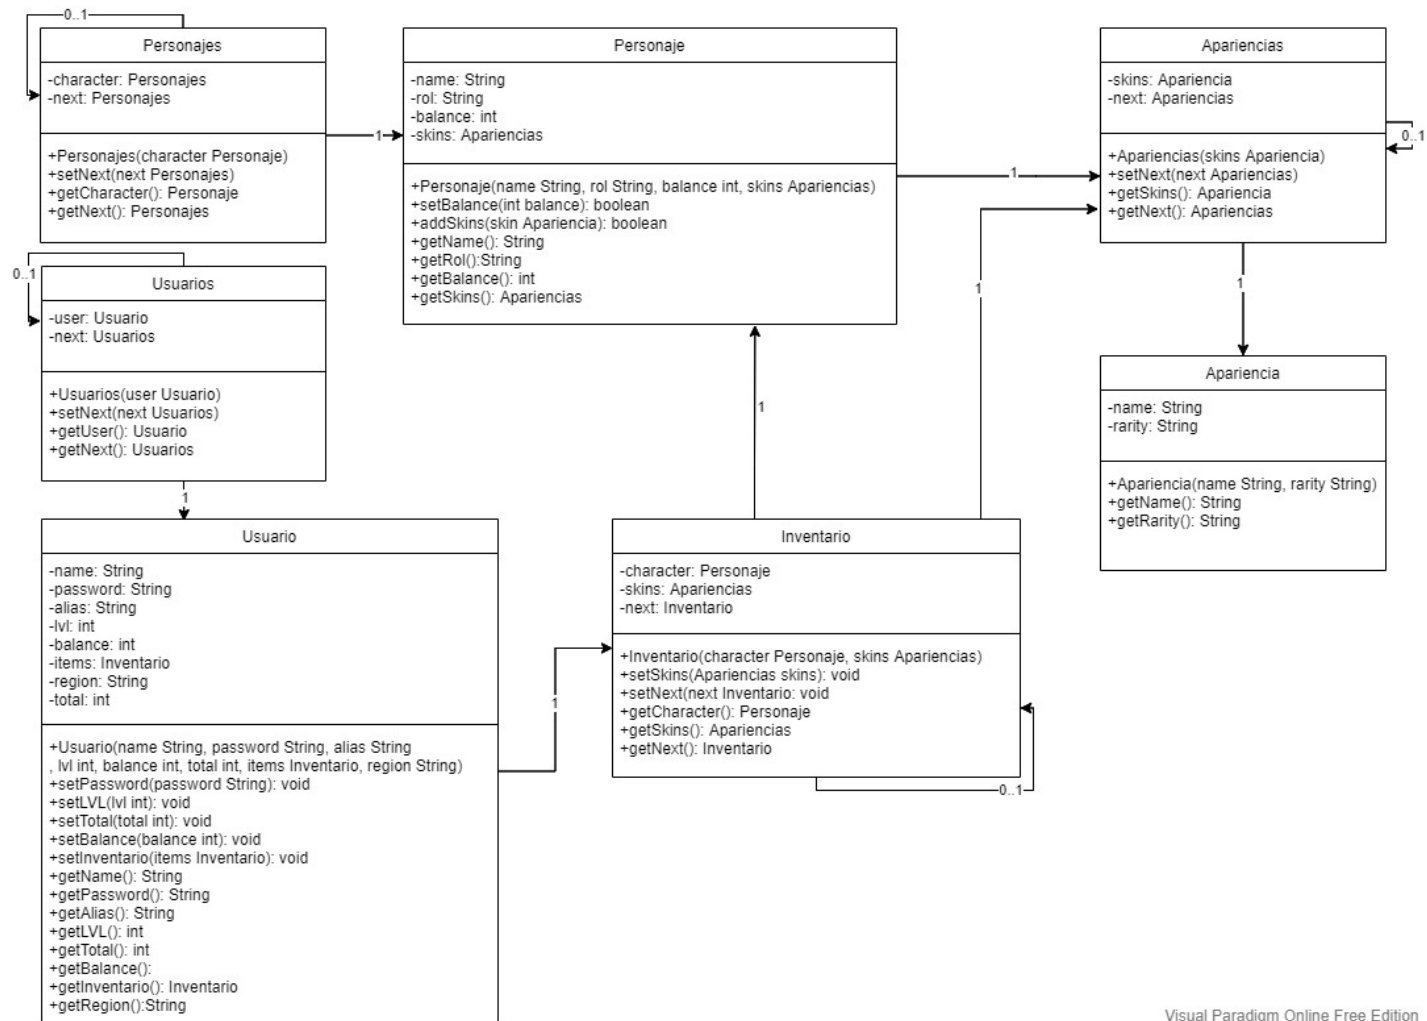 0..1
Personajes
-character: Personajes
-next: Personajes
+Personajes(character Personaje)
+setNext(next Personajes)
+getCharacter(): Personaje
+getNext(): Personajes
1
Personaje
-name: String
-rol: String
-balance: int
-skins: Apariencias
+Personaje(name String, rol String, balance int, skins Apariencias)
+setBalance(int balance): boolean
+addSkins(skin Apariencia): boolean
+getName(): String
+getRol():String
+getBalance(): int
+getSkins(): Apariencias
1
Apariencias
-skins: Apariencia
-next: Apariencias
+Apariencias(skins Apariencia)
+setNext(next Apariencias)
+getSkins(): Apariencia
+getNext(): Apariencias
0..1
0..1
Usuarios
-user: Usuario
-next: Usuarios
+Usuarios(user Usuario)
+setNext(next Usuarios)
+getUser(): Usuario
+getNext(): Usuarios
1
1
1
1
Apariencia
-name: String
-rarity: String
+Apariencia(name String, rarity String)
+getName(): String
+getRarity(): String
Usuario
-name: String
-password: String
-alias: String
-lvl: int
-balance: int
-items: Inventario
-region: String
-total: int
+Usuario(name String, password String, alias String
, lvl int, balance int, total int, items Inventario, region String)
+setPassword(password String): void
+setLVL(lvl int): void
+setTotal(total int): void
+setBalance(balance int): void
+setInventario(items Inventario): void
+getName(): String
+getPassword(): String
+getAlias(): String
+getLVL(): int
+getTotal(): int
+getBalance():
+getInventario(): Inventario
+getRegion():String
1
Inventario
-character: Personaje
-skins: Apariencias
-next: Inventario
+Inventario(character Personaje, skins Apariencias)
+setSkins(Apariencias skins): void
+setNext(next Inventario: void
+getCharacter(): Personaje
+getSkins(): Apariencias
+getNext(): Inventario
0..1
Visual Paradigm Online Free Edition